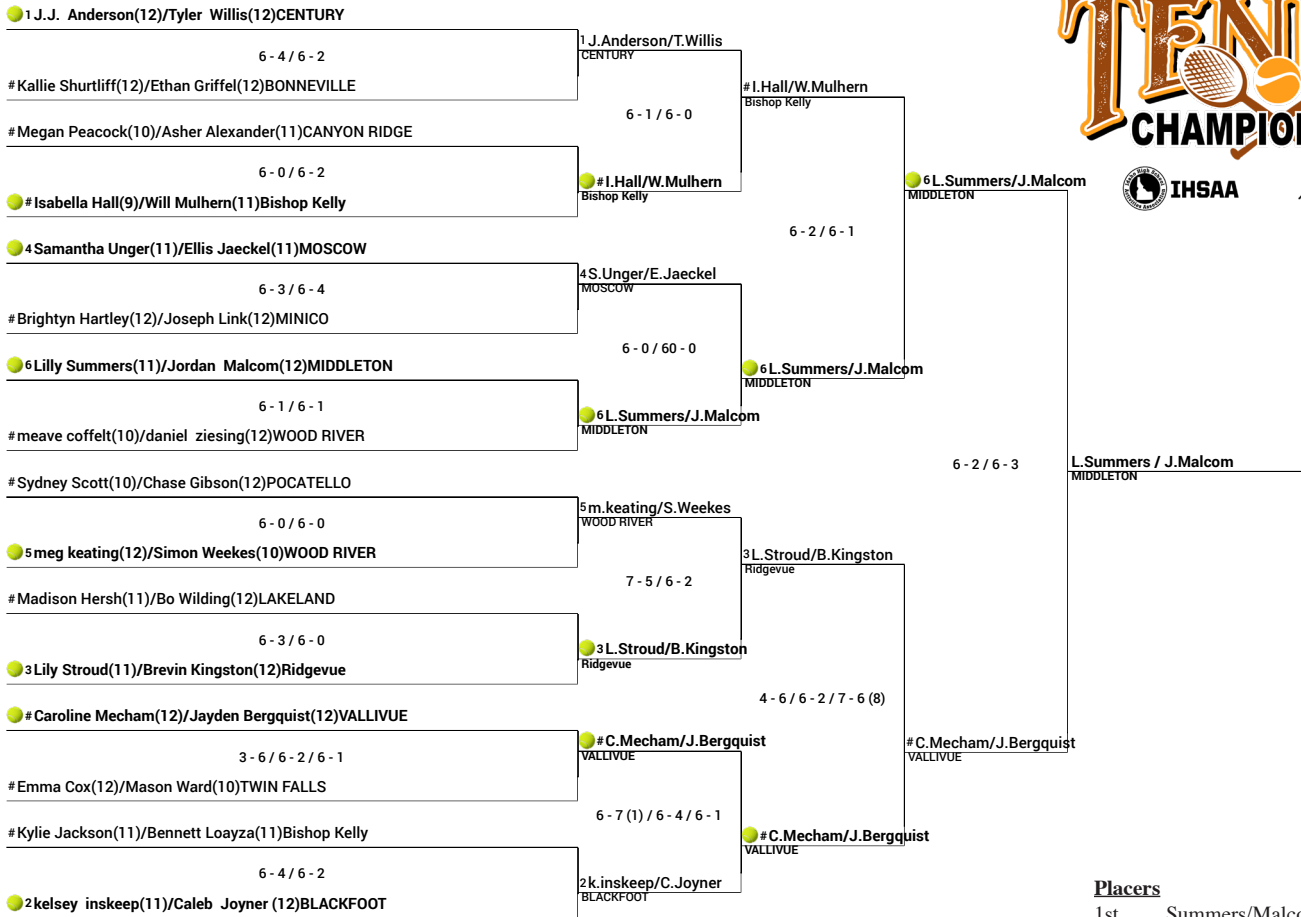 1 J.J. Anderson(12)/Tyler Willis(12)CENTURY
6 - 4 / 6 - 2
# Kallie Shurtliff(12)/Ethan Griffel(12)BONNEVILLE
# Megan Peacock(10)/Asher Alexander(11)CANYON RIDGE
6 - 0 / 6 - 2
# Isabella Hall(9)/Will Mulhern(11)Bishop Kelly
4 Samantha Unger(11)/Ellis Jaeckel(11)MOSCOW
6 - 3 / 6 - 4
# Brightyn Hartley(12)/Joseph Link(12)MINICO
6 Lilly Summers(11)/Jordan Malcom(12)MIDDLETON
6 - 1 / 6 - 1
# meave coffelt(10)/daniel ziesing(12)WOOD RIVER
# Sydney Scott(10)/Chase Gibson(12)POCATELLO
6 - 0 / 6 - 0
5 meg keating(12)/Simon Weekes(10)WOOD RIVER
# Madison Hersh(11)/Bo Wilding(12)LAKELAND
6 - 3 / 6 - 0
3 Lily Stroud(11)/Brevin Kingston(12)Ridgevue
# Caroline Mecham(12)/Jayden Bergquist(12)VALLIVUE
3 - 6 / 6 - 2 / 6 - 1
# Emma Cox(12)/Mason Ward(10)TWIN FALLS
# Kylie Jackson(11)/Bennett Loayza(11)Bishop Kelly
6 - 4 / 6 - 2
2 kelsey inskeep(11)/Caleb Joyner (12)BLACKFOOT
1 J.Anderson/T.Willis
CENTURY
6 - 1 / 6 - 0
# I.Hall/W.Mulhern
Bishop Kelly
4 S.Unger/E.Jaeckel
MOSCOW
6 - 0 / 60 - 0
6 L.Summers/J.Malcom
MIDDLETON
5 m.keating/S.Weekes
WOOD RIVER
7 - 5 / 6 - 2
3 L.Stroud/B.Kingston
Ridgevue
# C.Mecham/J.Bergquist
VALLIVUE
6 - 7 (1) / 6 - 4 / 6 - 1
2 k.inskeep/C.Joyner
BLACKFOOT
# I.Hall/W.Mulhern
Bishop Kelly
6 - 2 / 6 - 1
6 L.Summers/J.Malcom
MIDDLETON
3 L.Stroud/B.Kingston
Ridgevue
4 - 6 / 6 - 2 / 7 - 6 (8)
# C.Mecham/J.Bergquist
VALLIVUE
6 L.Summers/J.Malcom
MIDDLETON
6 - 2 / 6 - 3
# C.Mecham/J.Bergquist
VALLIVUE
L.Summers / J.Malcom
MIDDLETON
TEN
CHAMPIO
IHSAA
Placers
1st Summers/Malco